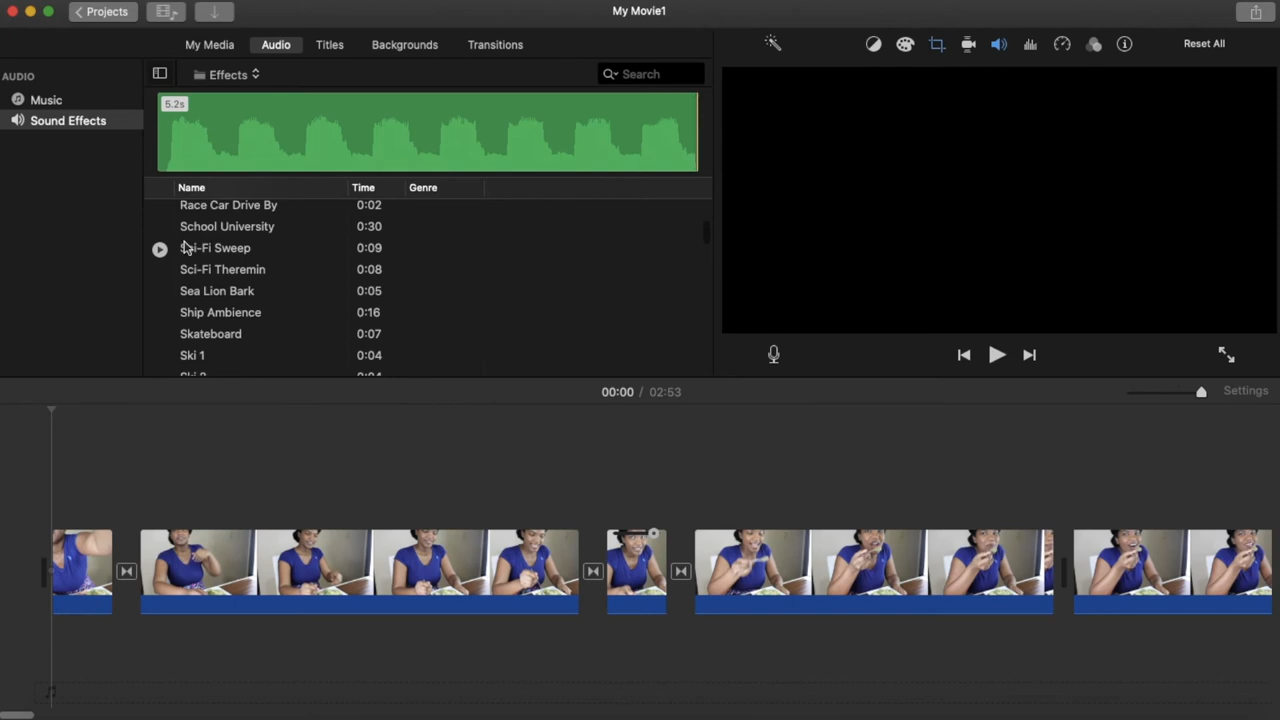 Projects
My Movie1
My Media Audio Titles Backgrounds Transitions
Reset All
AUDIO
Music
Sound Effects
Effects
Search
5.2s
Name Time Genre
Race Car Drive By 0:02
School University 0:30
Sci-Fi Sweep 0:09
Sci-Fi Theremin 0:08
Sea Lion Bark 0:05
Ship Ambience 0:16
Skateboard 0:07
Ski 1 0:04
00:00 / 02:53
Settings